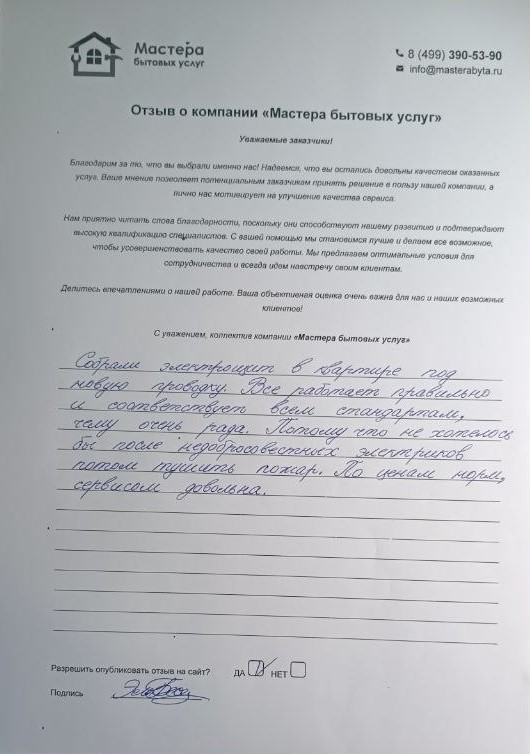 Мастера
бытовых услуг
8 (499) 390-53-90
info@masterabyta.ru
Отзыв о компании «Мастера бытовых услуг»
Уважаемые заказчики!
Благодарим за то, что вы выбрали именно нас! Надеемся, что вы остались довольны качеством оказанных
услуг. Ваше мнение позволяет потенциальным заказчикам принять решение в пользу нашей компании, а
лично нас мотивирует на улучшение качества сервиса.
Нам приятно читать слова благодарности, поскольку они способствуют нашему развитию и подтверждают
высокую квалификацию специалистов. С вашей помощью мы становимся лучше и делаем все возможное,
чтобы усовершенствовать качество своей работы. Мы предлагаем оптимальные условия для
сотрудничества и всегда идем навстречу своим клиентам.
Делитесь впечатлениями о нашей работе. Ваша объективная оценка очень важна для нас и наших возможных
клиентов!
С уважением, коллектив компании «Мастера бытовых услуг»
Собрали электрощит в квартире под
новую проводку. Все работает правильно
и соответствует всем стандартам,
чему очень рада. Потому что не хотелось
бы после недобросовестных электриков
потом тушить пожар. По ценам норм,
сервисом довольна.
Разрешить опубликовать отзыв на сайт? ДА НЕТ
Подпись